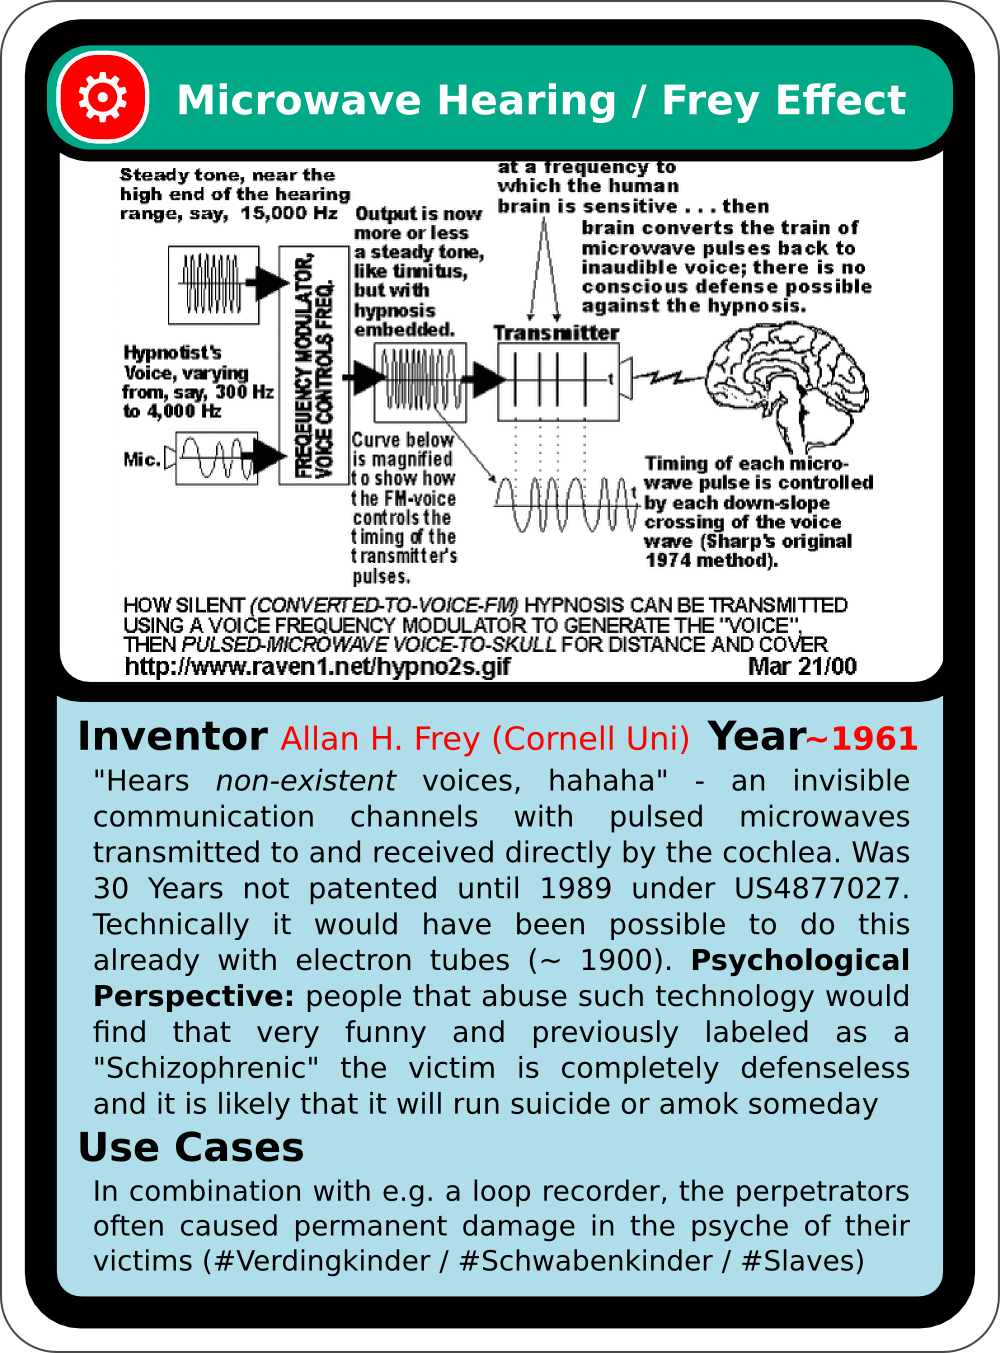 Microwave Hearing / Frey Effect
Steady tone, near the
high end of the hearing
range, say, 15,000 Hz
Output is now
more or less
a steady tone,
like tinnitus,
but with
hypnosis
embedded.
at a frequency to
which the human
brain is sensitive . . . then
brain converts the train of
microwave pulses back to
inaudible voice; there is no
conscious defense possible
against the hypnosis.
FREQEUNCY MODULATOR,
VOICE CONTROLS FREQ.
Transmitter
t
Hypnotist's
Voice, varying
from, say, 300 Hz
to 4,000 Hz
Mic.
Curve below
is magnified
to show how
the FM-voice
controls the
timing of the
transmitter's
pulses.
t
Timing of each micro-
wave pulse is controlled
by each down-slope
crossing of the voice
wave (Sharp's original
1974 method).
HOW SILENT (CONVERTED-TO-VOICE-FM) HYPNOSIS CAN BE TRANSMITTED
USING A VOICE FREQUENCY MODULATOR TO GENERATE THE "VOICE",
THEN PULSED-MICROWAVE VOICE-TO-SKULL FOR DISTANCE AND COVER
http://www.raven1.net/hypno2s.gif Mar 21/00
Inventor Allan H. Frey (Cornell Uni) Year~1961
"Hears non-existent voices, hahaha" - an invisible
communication channels with pulsed microwaves
transmitted to and received directly by the cochlea. Was
30 Years not patented until 1989 under US4877027.
Technically it would have been possible to do this
already with electron tubes (~ 1900). Psychological
Perspective: people that abuse such technology would
find that very funny and previously labeled as a
"Schizophrenic" the victim is completely defenseless
and it is likely that it will run suicide or amok someday
Use Cases
In combination with e.g. a loop recorder, the perpetrators
often caused permanent damage in the psyche of their
victims (#Verdingkinder / #Schwabenkinder / #Slaves)